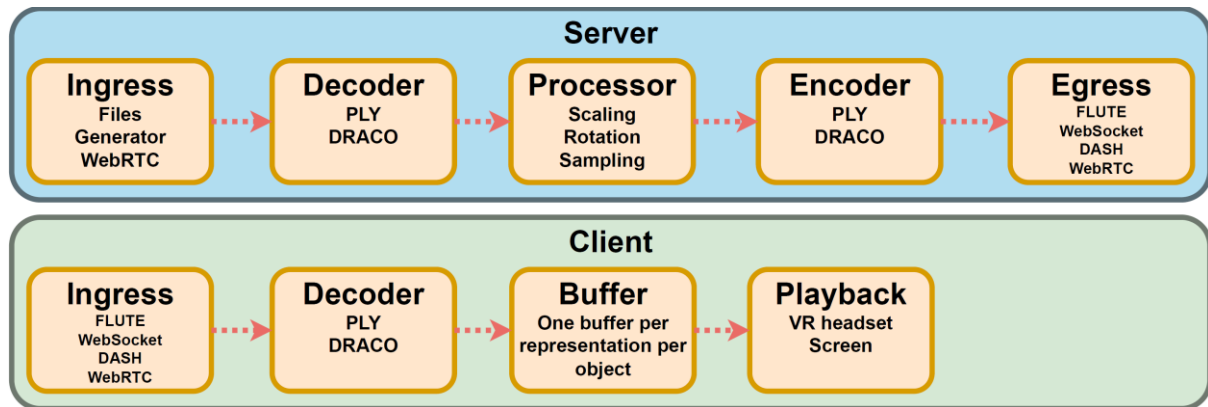 Server
Ingress
Files
Generator
WebRTC
Decoder
PLY
DRACO
Processor
Scaling
Rotation
Sampling
Encoder
PLY
DRACO
Egress
FLUTE
WebSocket
DASH
WebRTC
Client
Ingress
FLUTE
WebSocket
DASH
WebRTC
Decoder
PLY
DRACO
Buffer
One buffer per
representation per
object
Playback
VR headset
Screen